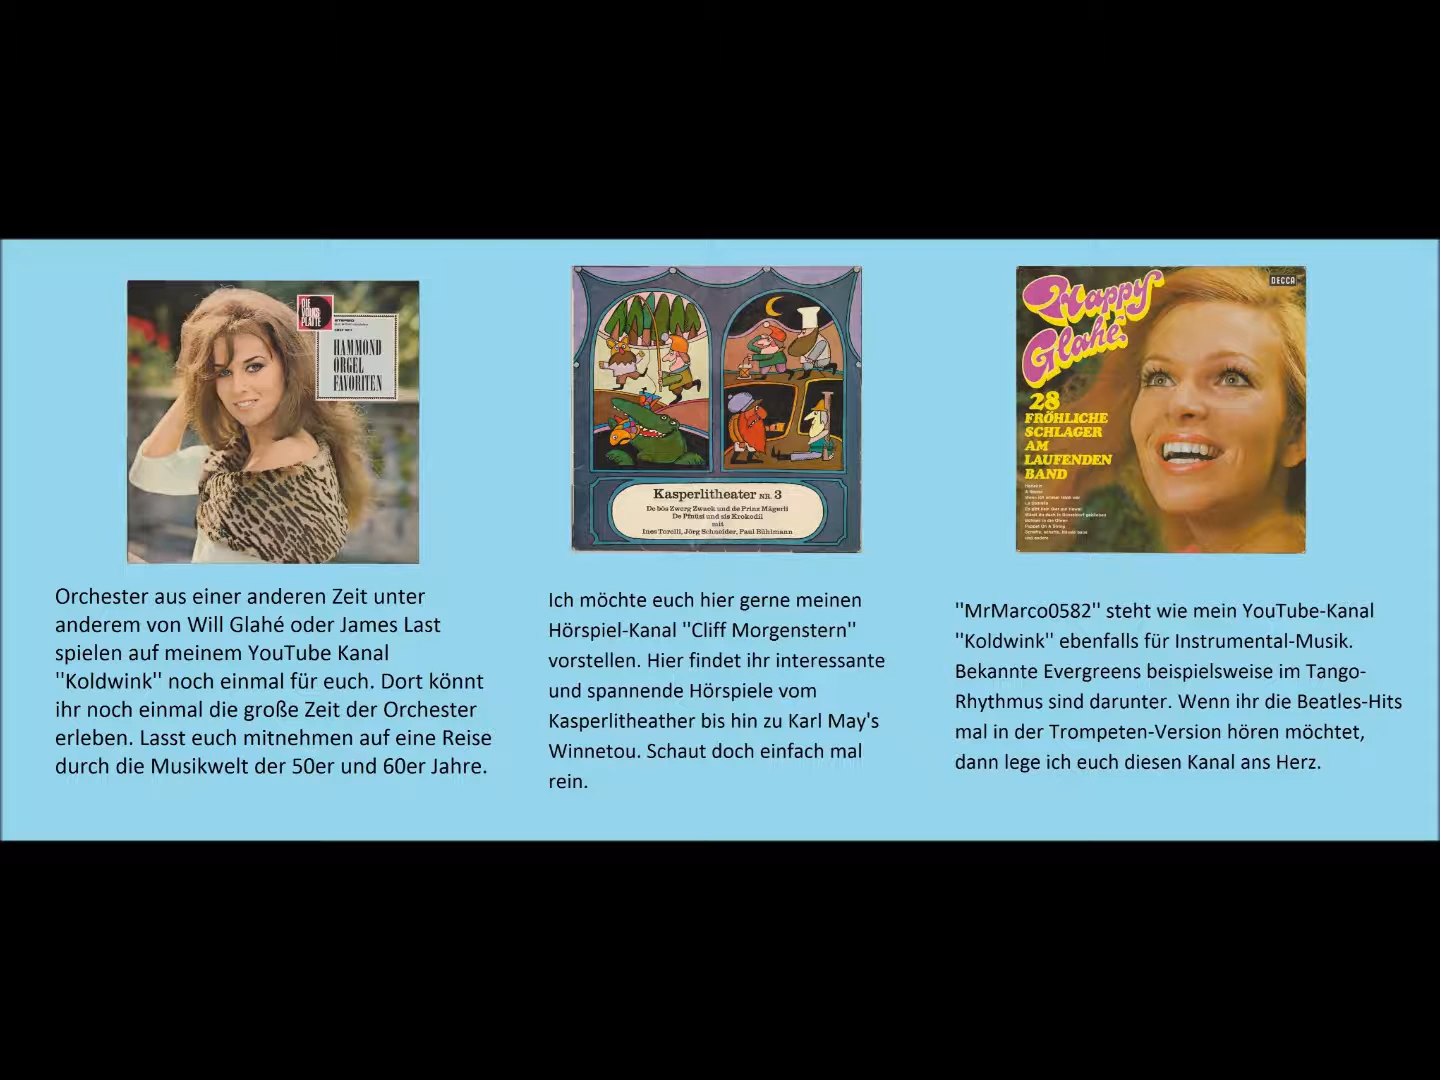 DIE
VOLKS
PLATTE
STEREO
HAMMOND
ORGEL
FAVORITEN
Orchester aus einer anderen Zeit unter
anderem von Will Glahé oder James Last
spielen auf meinem YouTube Kanal
"Koldwink" noch einmal für euch. Dort könnt
ihr noch einmal die große Zeit der Orchester
erleben. Lasst euch mitnehmen auf eine Reise
durch die Musikwelt der 50er und 60er Jahre.
Kasperlitheater NR. 3
De bös Zwerg Zwack und de Prinz Mägerli
De Pfnüsi und sis Krokodil
mit
Ines Torelli, Jörg Schneider, Paul Bühlmann
Ich möchte euch hier gerne meinen
Hörspiel-Kanal "Cliff Morgenstern"
vorstellen. Hier findet ihr interessante
und spannende Hörspiele vom
Kasperlitheather bis hin zu Karl May's
Winnetou. Schaut doch einfach mal
rein.
DECCA
Happy
Glahé
28
FRÖHLICHE
SCHLAGER
AM
LAUFENDEN
BAND
"MrMarco0582" steht wie mein YouTube-Kanal
"Koldwink" ebenfalls für Instrumental-Musik.
Bekannte Evergreens beispielsweise im Tango-
Rhythmus sind darunter. Wenn ihr die Beatles-Hits
mal in der Trompeten-Version hören möchtet,
dann lege ich euch diesen Kanal ans Herz.